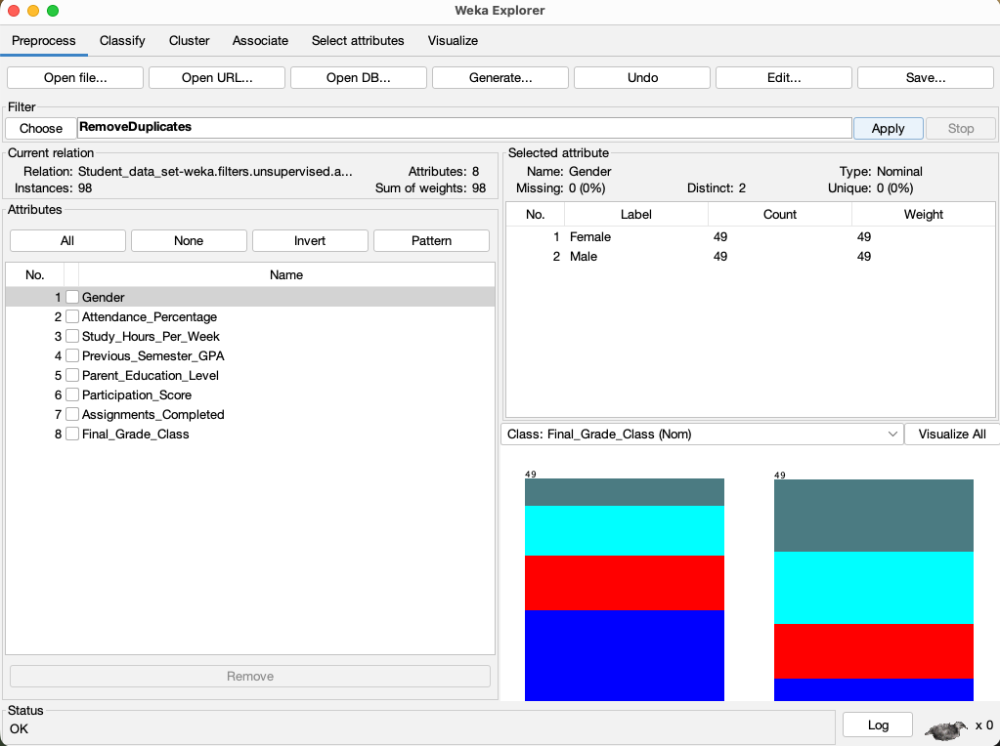 Weka Explorer
Preprocess Classify Cluster Associate Select attributes Visualize
Open file... Open URL... Open DB... Generate... Undo Edit... Save...
Filter
Choose RemoveDuplicates Apply Stop
Current relation
Relation: Student_data_set-weka.filters.unsupervised.a... Attributes: 8
Instances: 98 Sum of weights: 98
Attributes
All None Invert Pattern
No. Name
1 Gender
2 Attendance_Percentage
3 Study_Hours_Per_Week
4 Previous_Semester_GPA
5 Parent_Education_Level
6 Participation_Score
7 Assignments_Completed
8 Final_Grade_Class
Remove
Selected attribute
Name: Gender Type: Nominal
Missing: 0 (0%) Distinct: 2 Unique: 0 (0%)
No. Label Count Weight
1 Female 49 49
2 Male 49 49
Class: Final_Grade_Class (Nom) Visualize All
49 49
Status
OK
Log x 0